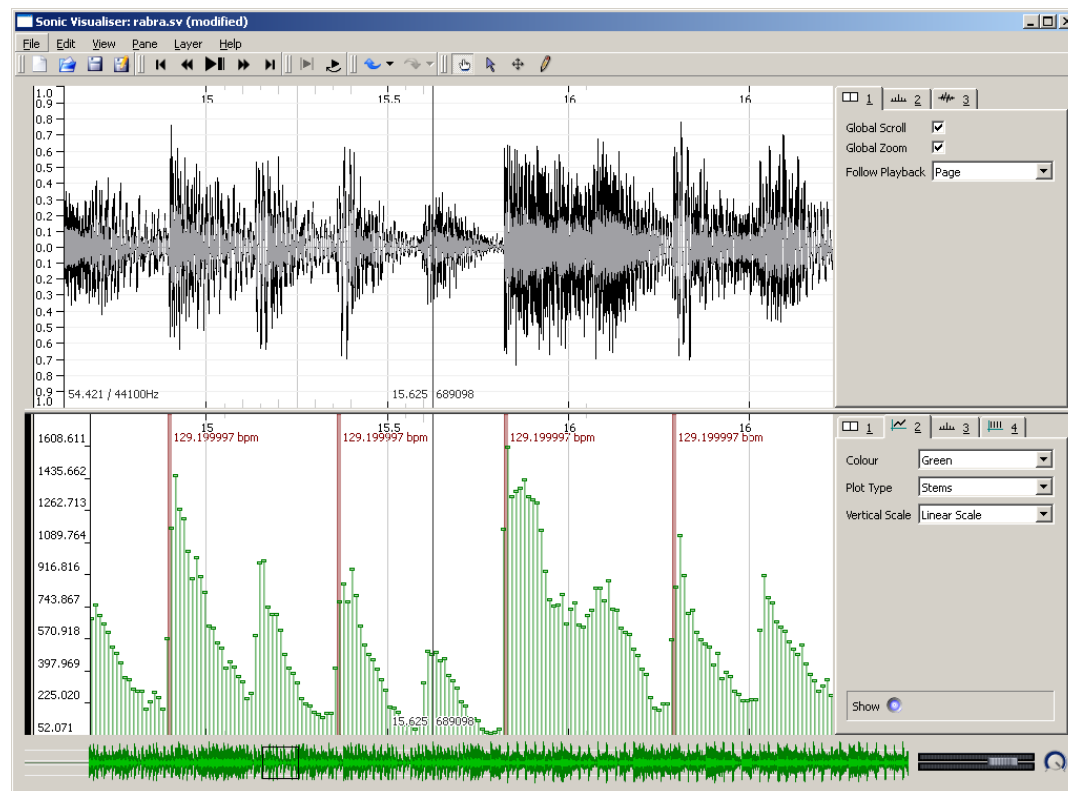 Sonic Visualiser: rabra.sv (modified)
File Edit View Pane Layer Help
1.0
0.9
0.8
0.7
0.6
0.5
0.4
0.3
0.2
0.1
0.0
0.1
0.2
0.3
0.4
0.5
0.6
0.7
0.8
0.9
1.0
15 15.5 16 16
54.421 / 44100Hz
15.625 689098
1 2 3
Global Scroll
Global Zoom
Follow Playback Page
15 15.5 16 16
129.199997 bpm 129.199997 bpm 129.199997 bpm 129.199997 bpm
1608.611
1435.662
1262.713
1089.764
916.816
743.867
570.918
397.969
225.020
52.071
15.625 689098
1 2 3 4
Colour Green
Plot Type Stems
Vertical Scale Linear Scale
Show